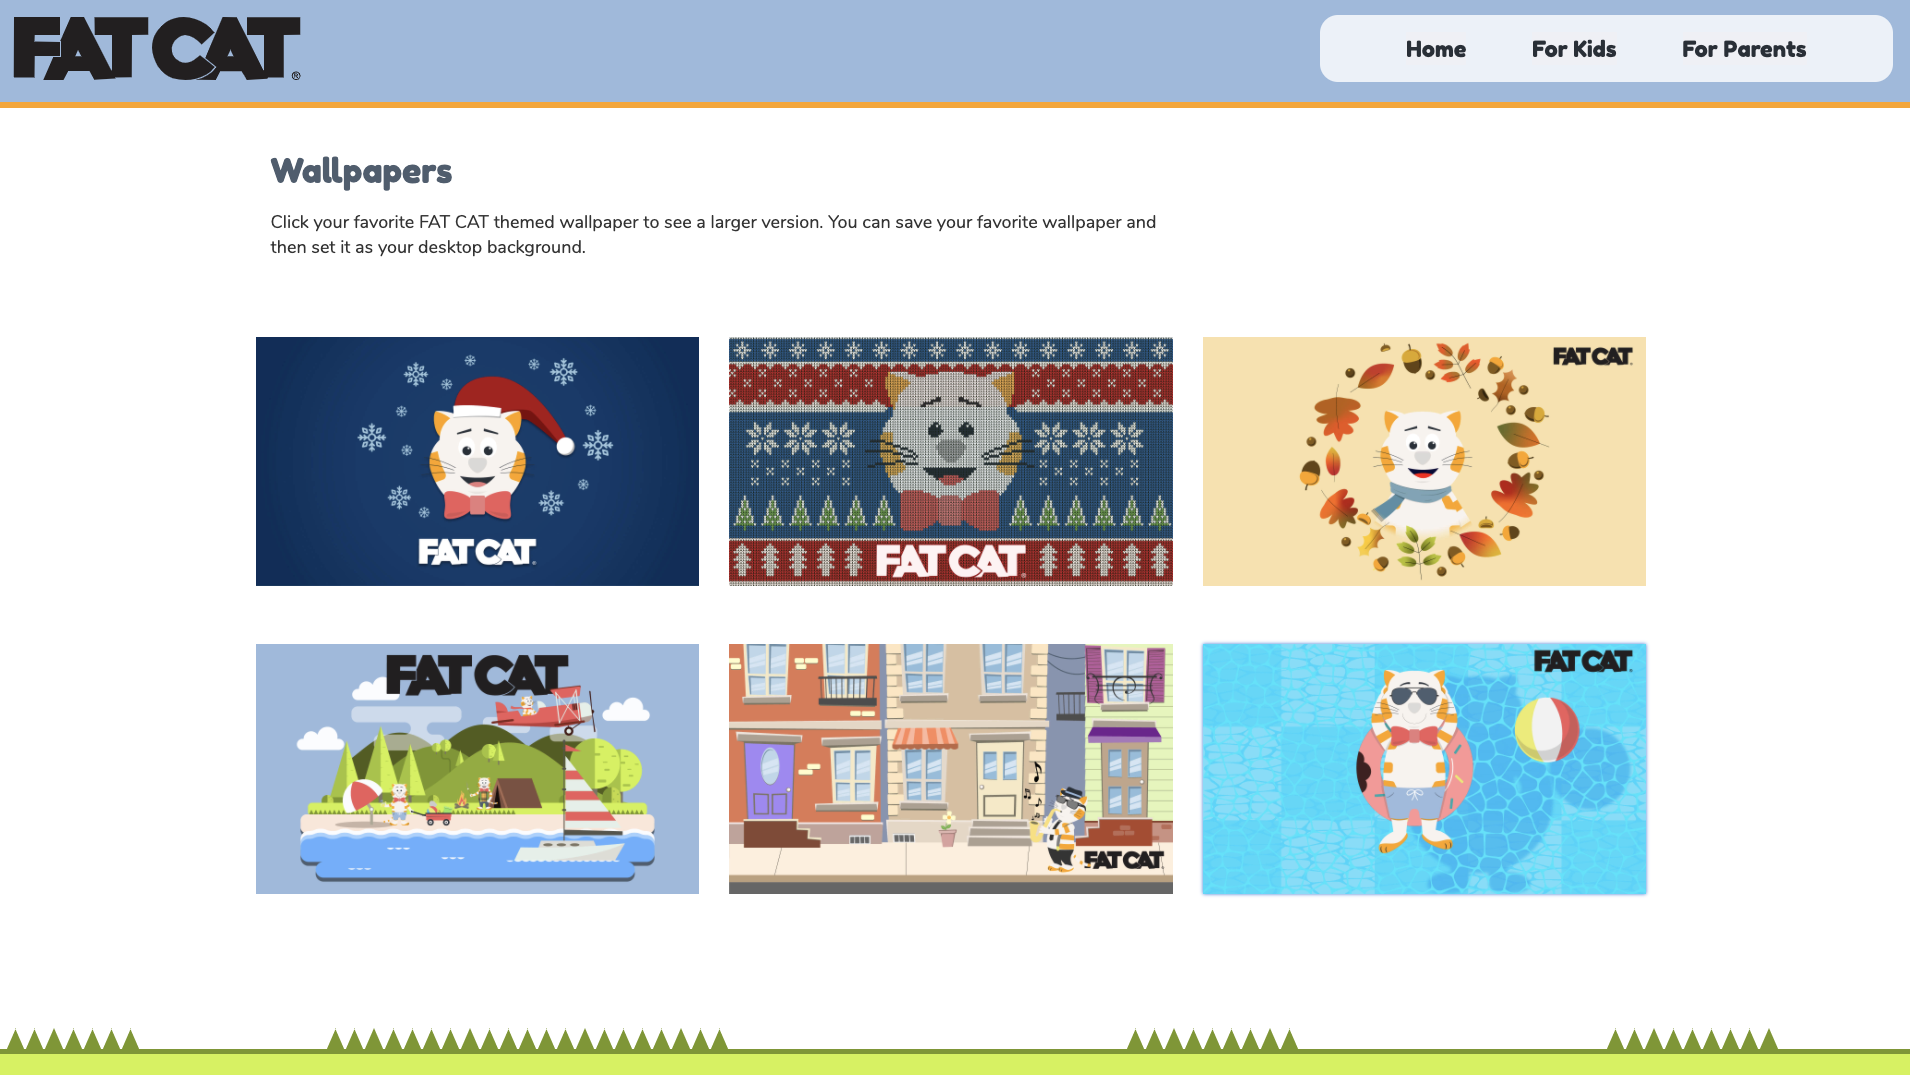 FAT CAT®
Home
For Kids
For Parents
Wallpapers
Click your favorite FAT CAT themed wallpaper to see a larger version. You can save your favorite wallpaper and
then set it as your desktop background.
FAT CAT
FAT CAT
FAT CAT
FAT CAT
FAT CAT
FAT CAT